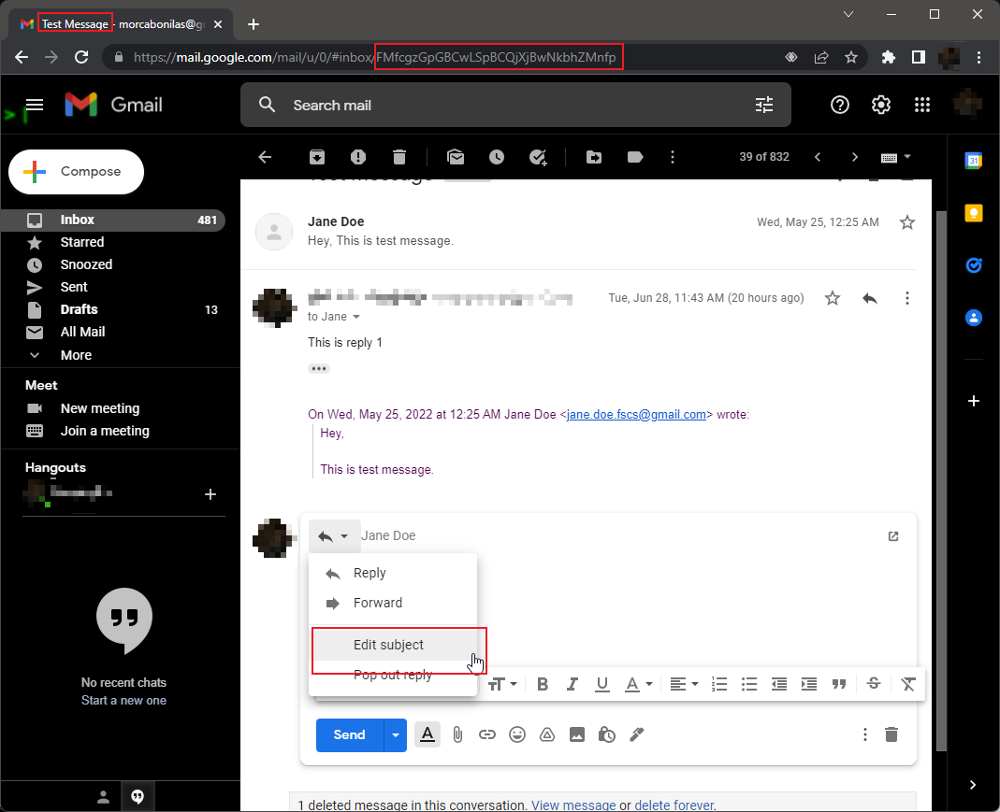 Test Message - morcabonilas@g
https://mail.google.com/mail/u/0/#inbox/FMfcgzGpGBCwLSpBCQjXjBwNkbhZMnfp
Gmail
Search mail
Compose
39 of 832
Test Message
Inbox 481
Starred
Snoozed
Sent
Drafts 13
All Mail
More
Meet
New meeting
Join a meeting
Hangouts
No recent chats
Start a new one
31
Jane Doe
Wed, May 25, 12:25 AM
Hey, This is test message.
Tue, Jun 28, 11:43 AM (20 hours ago)
to Jane
This is reply 1
On Wed, May 25, 2022 at 12:25 AM Jane Doe <jane.doe.fscs@gmail.com> wrote:
Hey,
This is test message.
Jane Doe
Reply
Forward
Edit subject
Pop out reply
Send
1 deleted message in this conversation. View message or delete forever.